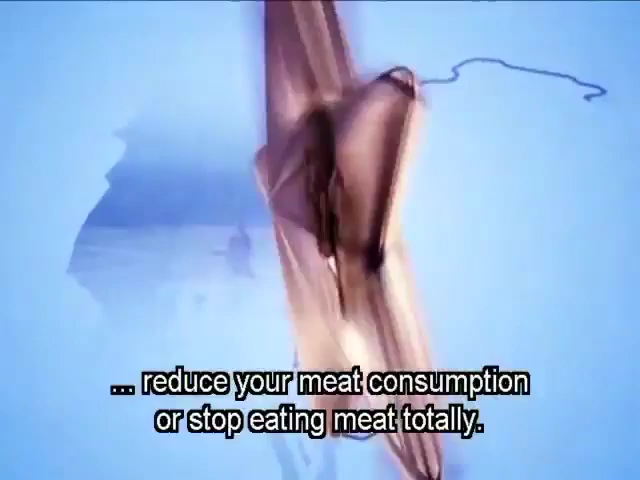 ... reduce your meat consumption
or stop eating meat totally.